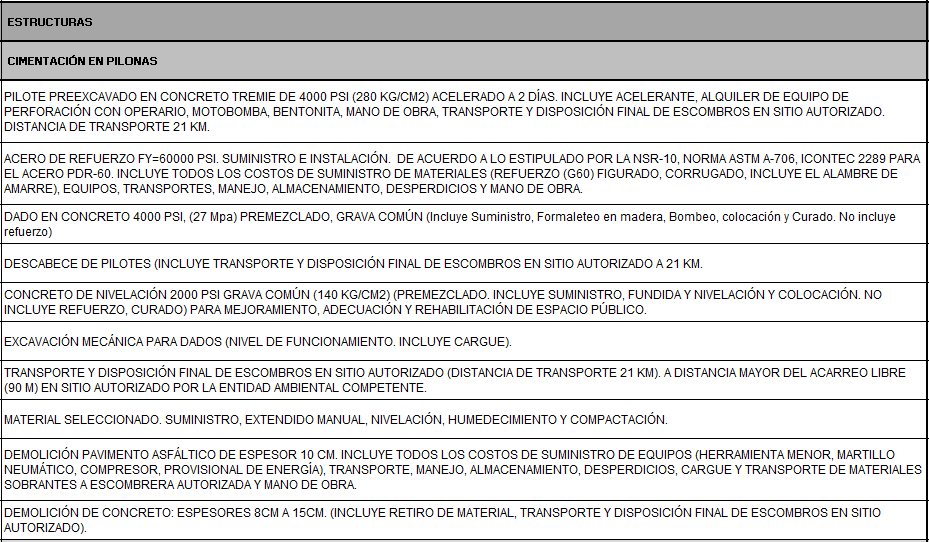 ESTRUCTURAS
CIMENTACIÓN EN PILONAS
PILOTE PREEXCAVADO EN CONCRETO TREMIE DE 4000 PSI (280 KG/CM2) ACELERADO A 2 DÍAS. INCLUYE ACELERANTE, ALQUILER DE EQUIPO DE
PERFORACIÓN CON OPERARIO, MOTOBOMBA, BENTONITA, MANO DE OBRA, TRANSPORTE Y DISPOSICIÓN FINAL DE ESCOMBROS EN SITIO AUTORIZADO.
DISTANCIA DE TRANSPORTE 21 KM.
ACERO DE REFUERZO FY=60000 PSI. SUMINISTRO E INSTALACIÓN. DE ACUERDO A LO ESTIPULADO POR LA NSR-10, NORMA ASTM A-706, ICONTEC 2289 PARA
EL ACERO PDR-60. INCLUYE TODOS LOS COSTOS DE SUMINISTRO DE MATERIALES (REFUERZO (G60) FIGURADO, CORRUGADO, INCLUYE EL ALAMBRE DE
AMARRE), EQUIPOS, TRANSPORTES, MANEJO, ALMACENAMIENTO, DESPERDICIOS Y MANO DE OBRA.
DADO EN CONCRETO 4000 PSI, (27 Mpa) PREMEZCLADO, GRAVA COMÚN (Incluye Suministro, Formaleteo en madera, Bombeo, colocación y Curado. No incluye
refuerzo)
DESCABECE DE PILOTES (INCLUYE TRANSPORTE Y DISPOSICIÓN FINAL DE ESCOMBROS EN SITIO AUTORIZADO A 21 KM.
CONCRETO DE NIVELACIÓN 2000 PSI GRAVA COMÚN (140 KG/CM2) (PREMEZCLADO. INCLUYE SUMINISTRO, FUNDIDA Y NIVELACIÓN Y COLOCACIÓN. NO
INCLUYE REFUERZO, CURADO) PARA MEJORAMIENTO, ADECUACIÓN Y REHABILITACIÓN DE ESPACIO PÚBLICO.
EXCAVACIÓN MECÁNICA PARA DADOS (NIVEL DE FUNCIONAMIENTO. INCLUYE CARGUE).
TRANSPORTE Y DISPOSICIÓN FINAL DE ESCOMBROS EN SITIO AUTORIZADO (DISTANCIA DE TRANSPORTE 21 KM). A DISTANCIA MAYOR DEL ACARREO LIBRE
(90 M) EN SITIO AUTORIZADO POR LA ENTIDAD AMBIENTAL COMPETENTE.
MATERIAL SELECCIONADO. SUMINISTRO, EXTENDIDO MANUAL, NIVELACIÓN, HUMEDECIMIENTO Y COMPACTACIÓN.
DEMOLICIÓN PAVIMENTO ASFÁLTICO DE ESPESOR 10 CM. INCLUYE TODOS LOS COSTOS DE SUMINISTRO DE EQUIPOS (HERRAMIENTA MENOR, MARTILLO
NEUMÁTICO, COMPRESOR, PROVISIONAL DE ENERGÍA), TRANSPORTE, MANEJO, ALMACENAMIENTO, DESPERDICIOS, CARGUE Y TRANSPORTE DE MATERIALES
SOBRANTES A ESCOMBRERA AUTORIZADA Y MANO DE OBRA.
DEMOLICIÓN DE CONCRETO: ESPESORES 8CM A 15CM. (INCLUYE RETIRO DE MATERIAL, TRANSPORTE Y DISPOSICIÓN FINAL DE ESCOMBROS EN SITIO
AUTORIZADO).